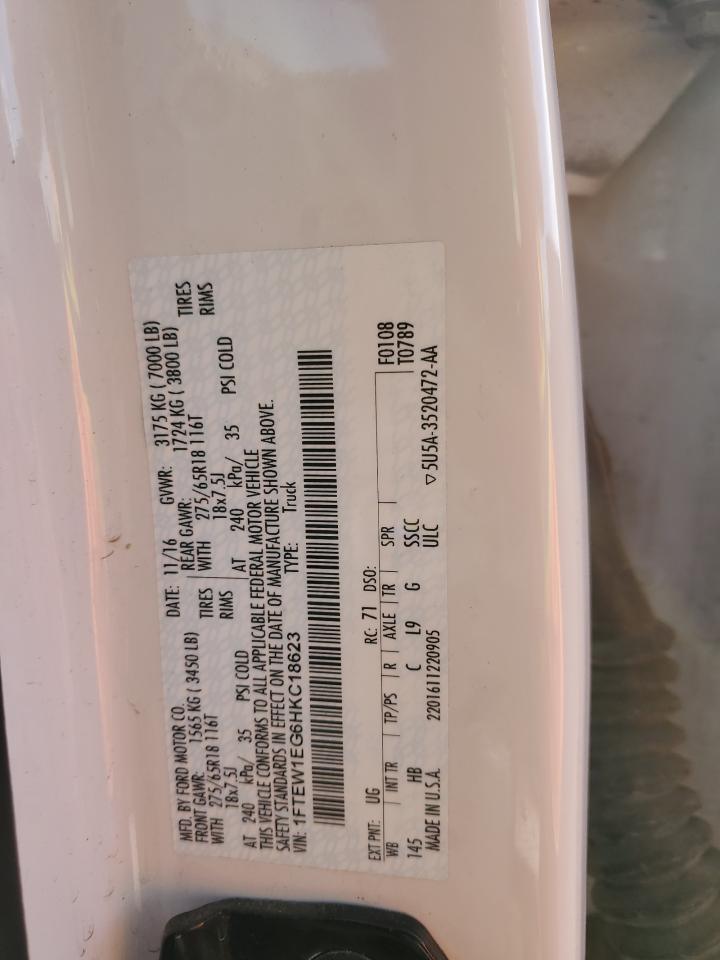 MFD. BY FORD MOTOR CO. DATE: 11/16 GVWR: 3175 KG ( 7000 LB)
FRONT GAWR: 1565 KG ( 3450 LB) REAR GAWR: 1724 KG ( 3800 LB)
WITH 275/65R18 116T TIRES WITH 275/65R18 116T TIRES
18x7.5J RIMS 18x7.5J RIMS
AT 240 kPa/ 35 PSI COLD AT 240 kPa/ 35 PSI COLD
THIS VEHICLE CONFORMS TO ALL APPLICABLE FEDERAL MOTOR VEHICLE
SAFETY STANDARDS IN EFFECT ON THE DATE OF MANUFACTURE SHOWN ABOVE.
VIN: 1FTEW1EG6HKC18623 TYPE: Truck
EXT PNT: UG RC: 71 DSO: F0108
WB INT TR TP/PS R AXLE TR SPR T0789
145 HB C L9 G SSCC
MADE IN U.S.A. 2201611220905 ULC ▽5U5A-3520472-AA